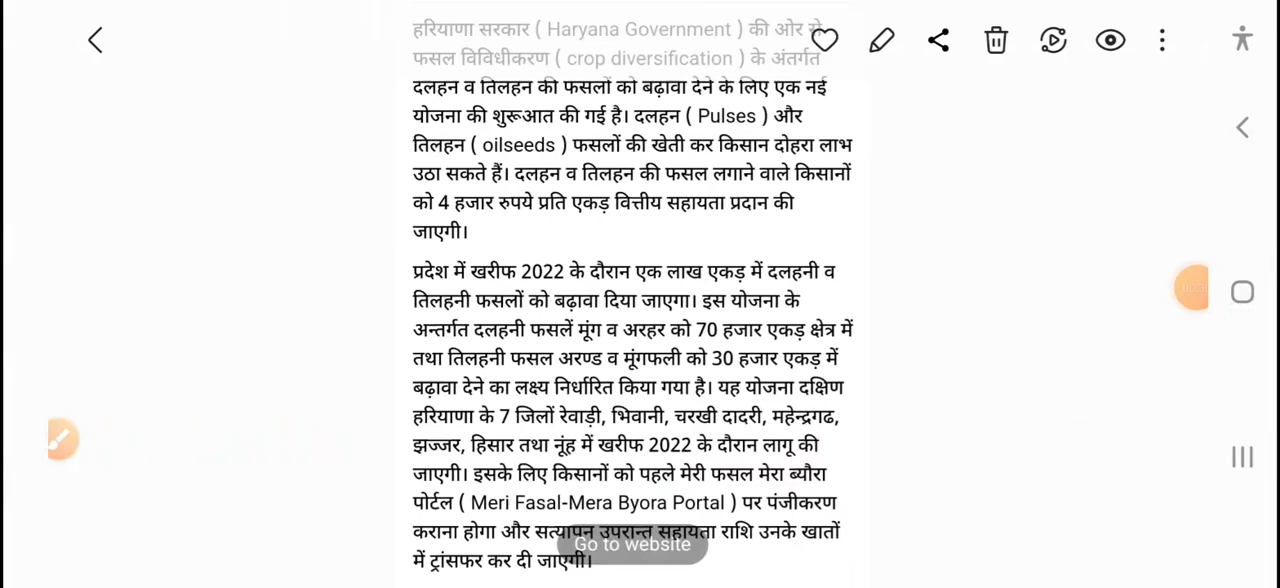 हरियाणा सरकार ( Haryana Government ) की ओर से
फसल विविधीकरण ( crop diversification ) के अंतर्गत
दलहन व तिलहन की फसलों को बढ़ावा देने के लिए एक नई
योजना की शुरूआत की गई है। दलहन ( Pulses ) और
तिलहन ( oilseeds ) फसलों की खेती कर किसान दोहरा लाभ
उठा सकते हैं। दलहन व तिलहन की फसल लगाने वाले किसानों
को 4 हजार रुपये प्रति एकड़ वित्तीय सहायता प्रदान की
जाएगी।
प्रदेश में खरीफ 2022 के दौरान एक लाख एकड़ में दलहनी व
तिलहनी फसलों को बढ़ावा दिया जाएगा। इस योजना के
अन्तर्गत दलहनी फसलें मूंग व अरहर को 70 हजार एकड़ क्षेत्र में
तथा तिलहनी फसल अरण्ड व मूंगफली को 30 हजार एकड़ में
बढ़ावा देने का लक्ष्य निर्धारित किया गया है। यह योजना दक्षिण
हरियाणा के 7 जिलों रेवाड़ी, भिवानी, चरखी दादरी, महेन्द्रगढ,
झज्जर, हिसार तथा नूंह में खरीफ 2022 के दौरान लागू की
जाएगी। इसके लिए किसानों को पहले मेरी फसल मेरा ब्यौरा
पोर्टल ( Meri Fasal-Mera Byora Portal ) पर पंजीकरण
कराना होगा और सत्यापन उपरान्त सहायता राशि उनके खातों
Go to website
में ट्रांसफर कर दी जाएगी।